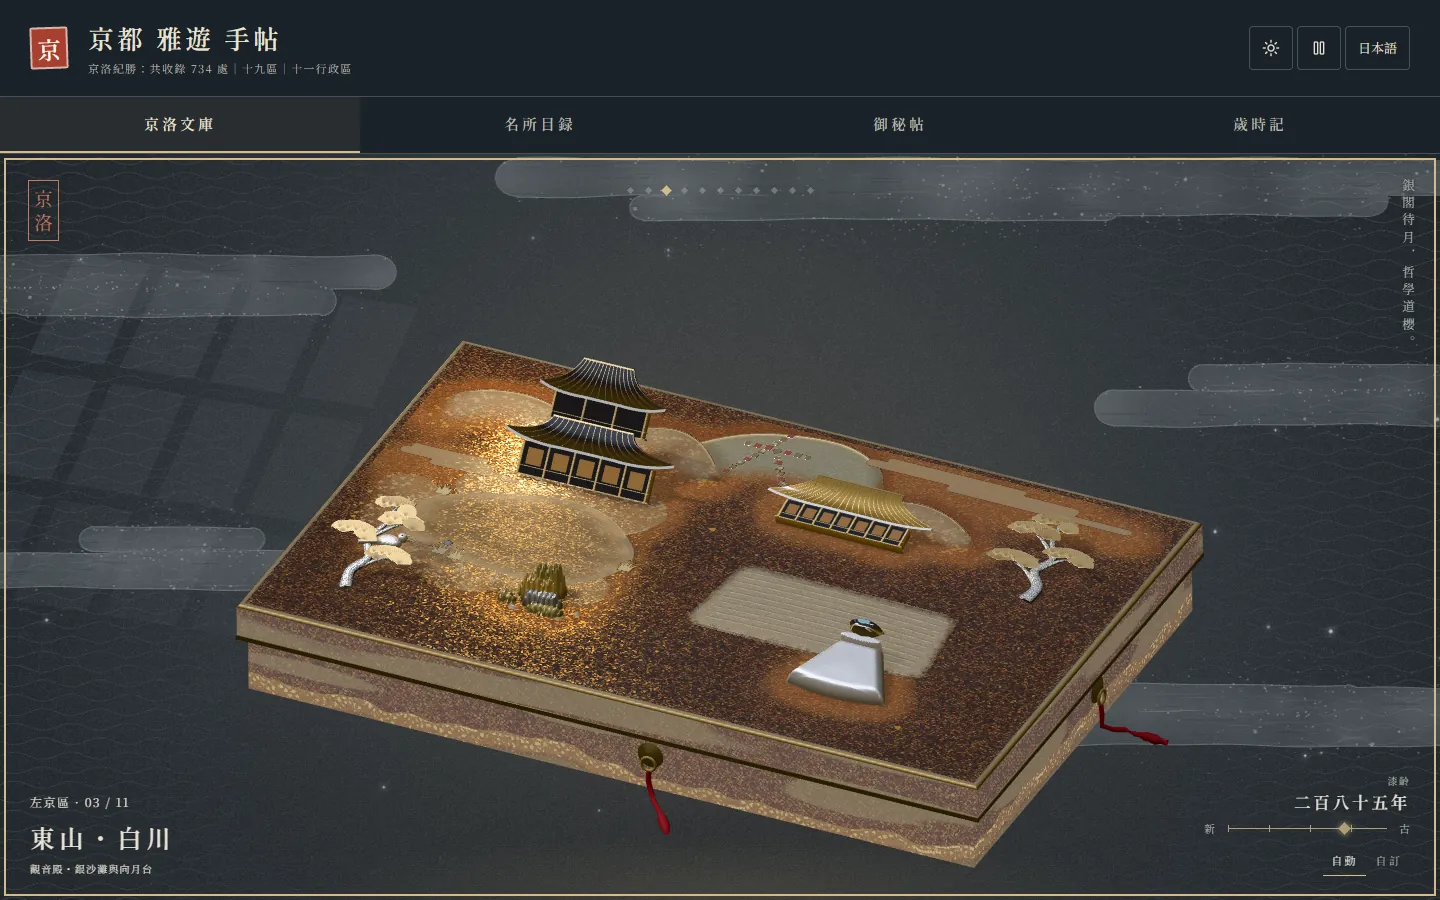 京
京都 雅遊 手帖
京洛紀勝：共收錄 734 處｜十九區｜十一行政區
日本語
京洛文庫
名所目録
御秘帖
歳時記
京洛
銀閣待月，哲學道櫻。
左京區 · 03 / 11
東山・白川
觀音殿・銀沙灘與向月台
漆齡
二百八十五年
新
古
自動
自訂